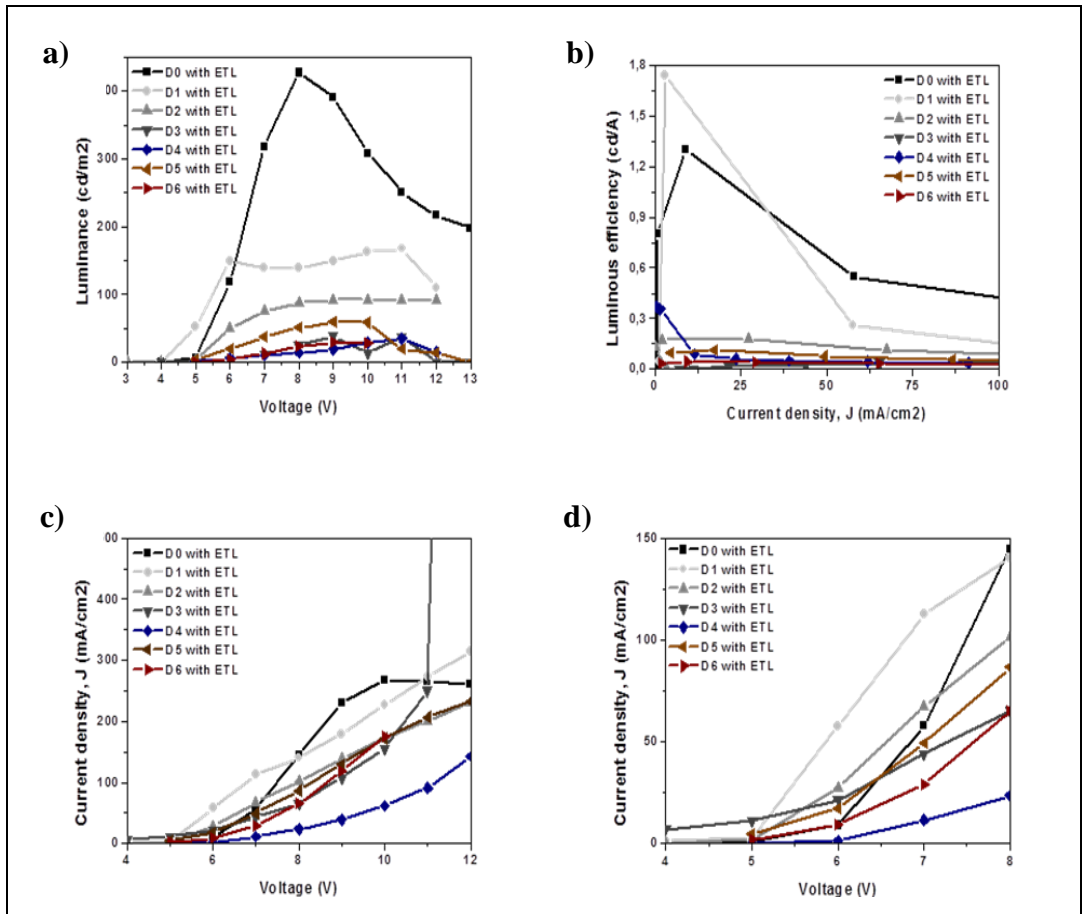 a)
Luminance (cd/m2)
00
300
200
100
0
D0 with ETL
D1 with ETL
D2 with ETL
D3 with ETL
D4 with ETL
D5 with ETL
D6 with ETL
3 4 5 6 7 8 9 10 11 12 13
Voltage (V)
b)
Luminous efficiency (cd/A)
1,8
1,5
1,2
0,9
0,6
0,3
0,0
D0 with ETL
D1 with ETL
D2 with ETL
D3 with ETL
D4 with ETL
D5 with ETL
D6 with ETL
0 25 50 75 100
Current density, J (mA/cm2)
c)
Current density, J (mA/cm2)
00
400
300
200
100
0
D0 with ETL
D1 with ETL
D2 with ETL
D3 with ETL
D4 with ETL
D5 with ETL
D6 with ETL
4 6 8 10 12
Voltage (V)
d)
Current density, J (mA/cm2)
150
100
50
0
D0 with ETL
D1 with ETL
D2 with ETL
D3 with ETL
D4 with ETL
D5 with ETL
D6 with ETL
4 5 6 7 8
Voltage (V)